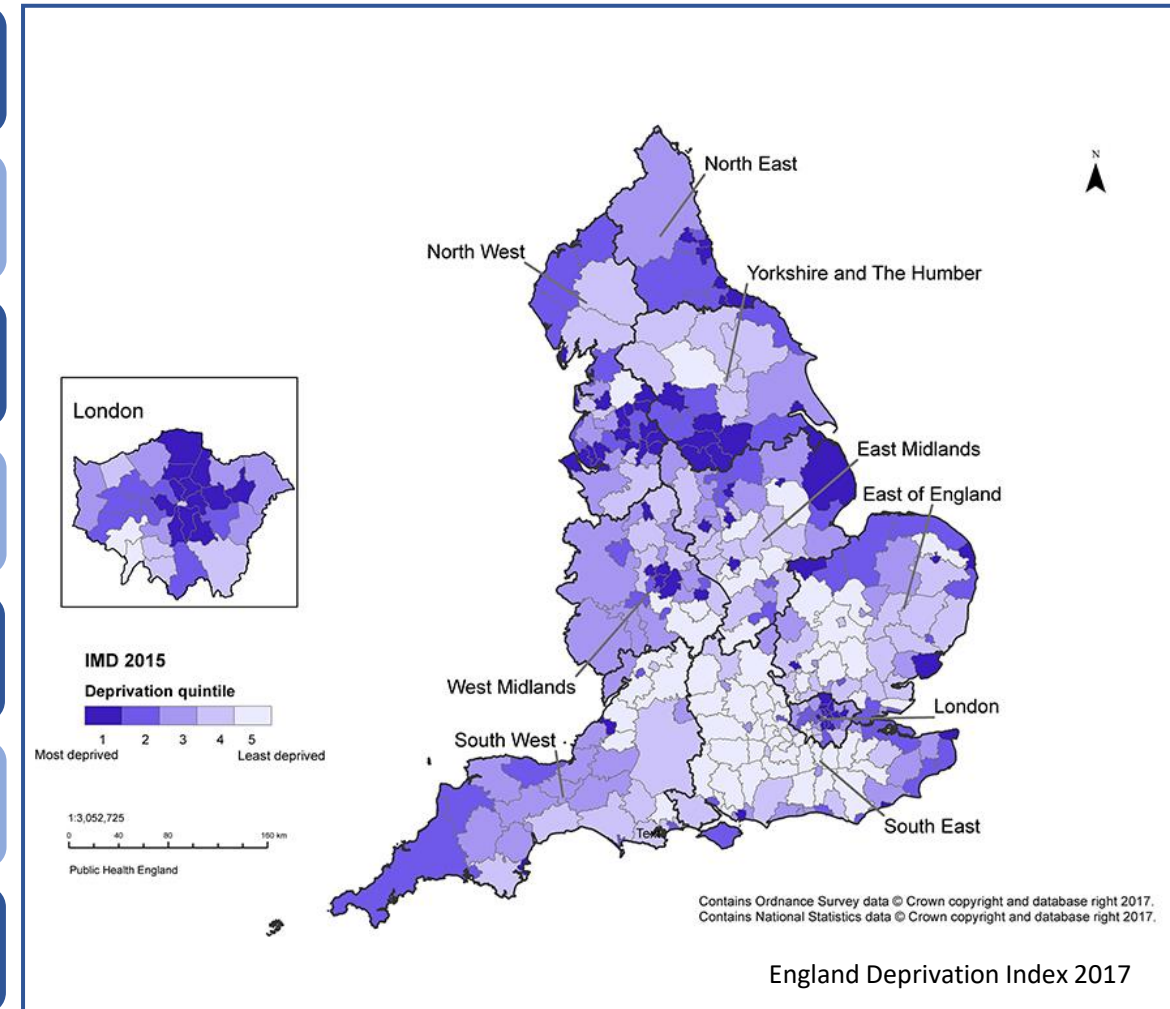 N
North East
North West
Yorkshire and The Humber
London
East Midlands
East of England
IMD 2015
Deprivation quintile
1 2 3 4 5
Most deprived Least deprived
West Midlands
London
South West
1:3,052,725
0 40 80 160 km
Public Health England
South East
Contains Ordnance Survey data © Crown copyright and database right 2017.
Contains National Statistics data © Crown copyright and database right 2017.
England Deprivation Index 2017